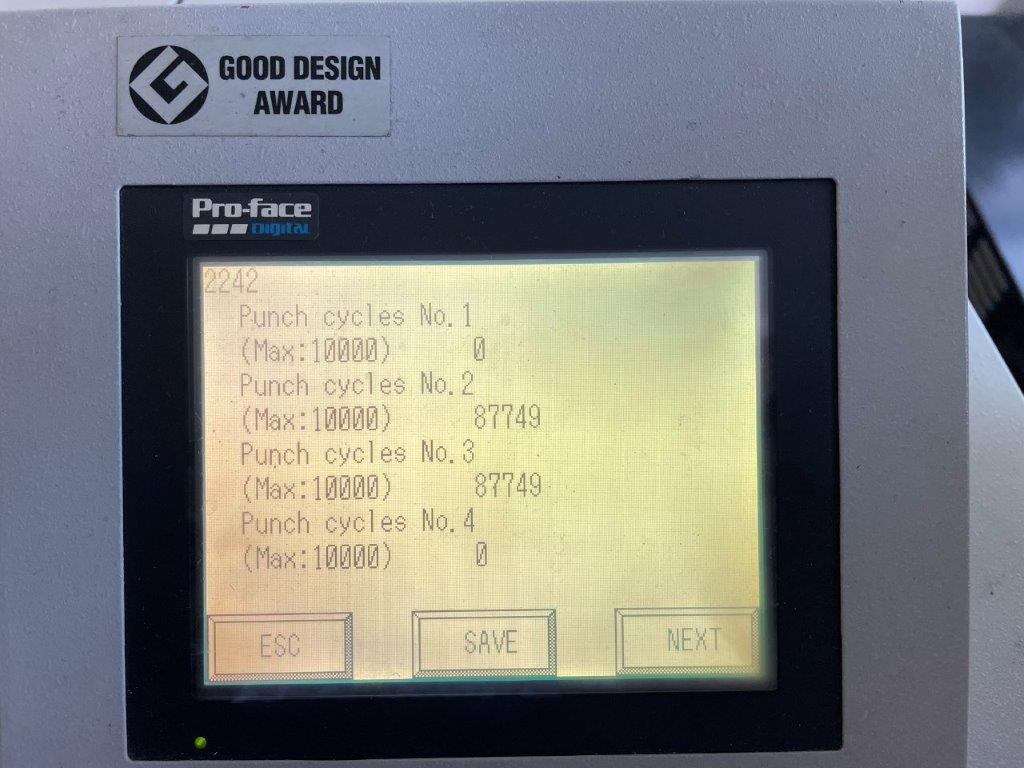 GOOD DESIGN
AWARD
Pro-face
Digital
2242
Punch cycles No.1
(Max:10000) 0
Punch cycles No.2
(Max:10000) 87749
Punch cycles No.3
(Max:10000) 87749
Punch cycles No.4
(Max:10000) 0
ESC SAVE NEXT